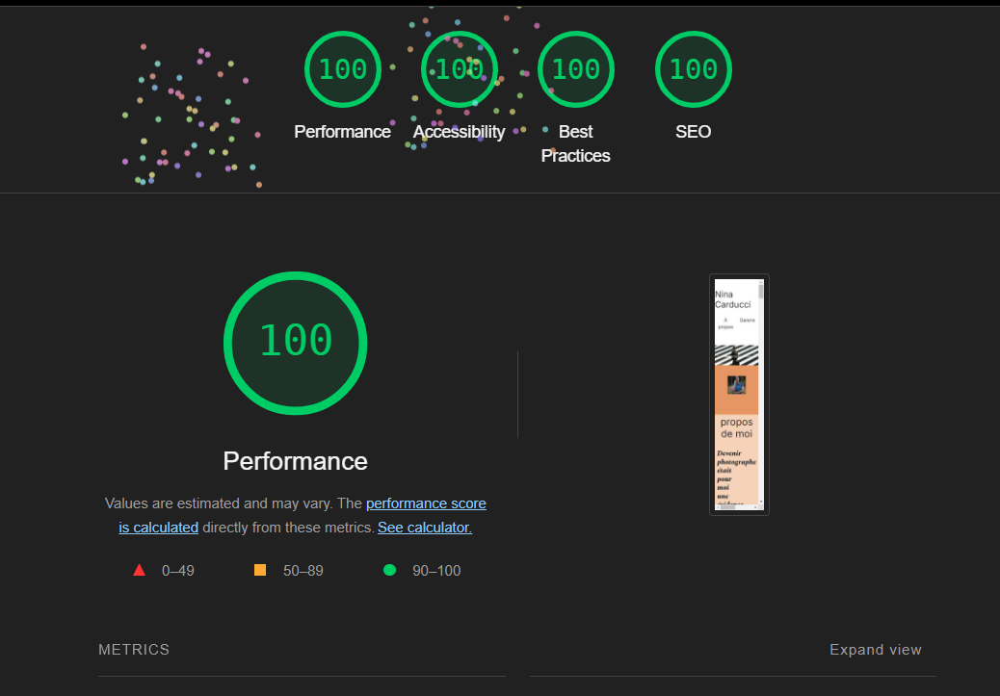 100
100
100
100
Performance
Accessibility
Best
Practices
SEO
100
Performance
Values are estimated and may vary. The performance score
is calculated directly from these metrics. See calculator.
0–49
50–89
90–100
Nina
Carducci
À
propos
Galerie
propos
de moi
Devenir
photographe
était
pour
moi
une
METRICS
Expand view